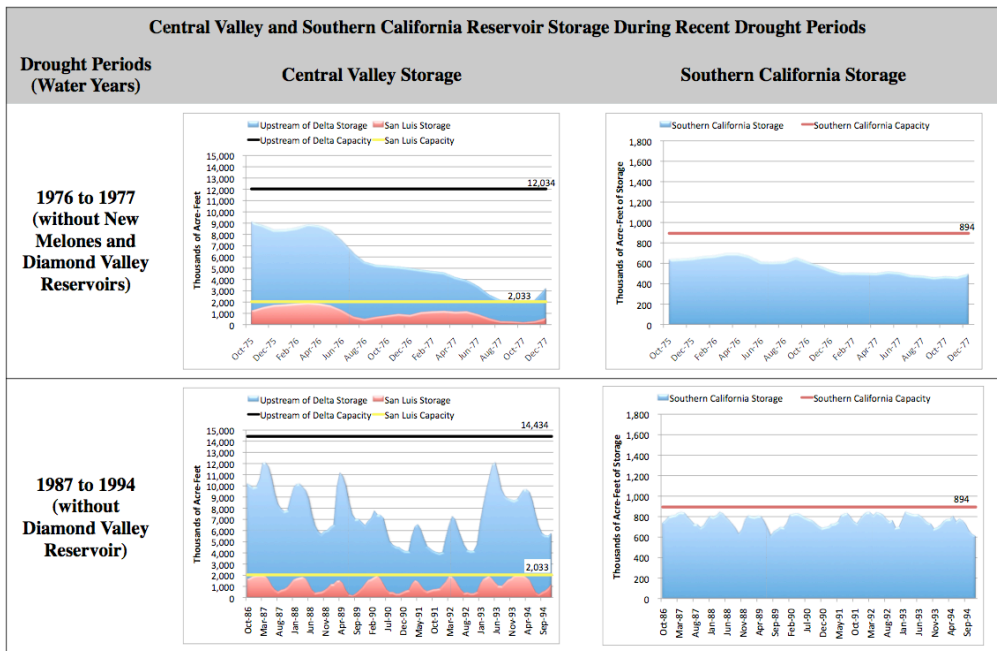 Central Valley and Southern California Reservoir Storage During Recent Drought Periods
Drought Periods
(Water Years)
Central Valley Storage
Southern California Storage
1976 to 1977
(without New
Melones and
Diamond Valley
Reservoirs)
Upstream of Delta Storage
San Luis Storage
Upstream of Delta Capacity
San Luis Capacity
Thousands of Acre-Feet
15,000
14,000
13,000
12,000
11,000
10,000
9,000
8,000
7,000
6,000
5,000
4,000
3,000
2,000
1,000
0
12,034
2,033
Oct-75
Dec-75
Feb-76
Apr-76
Jun-76
Aug-76
Oct-76
Dec-76
Feb-77
Apr-77
Jun-77
Aug-77
Oct-77
Dec-77
Southern California Storage
Southern California Capacity
Thousands of Acre-Feet of Storage
1,800
1,600
1,400
1,200
1,000
800
600
400
200
0
894
Oct-75
Dec-75
Feb-76
Apr-76
Jun-76
Aug-76
Oct-76
Dec-76
Feb-77
Apr-77
Jun-77
Aug-77
Oct-77
Dec-77
1987 to 1994
(without
Diamond Valley
Reservoir)
Upstream of Delta Storage
San Luis Storage
Upstream of Delta Capacity
San Luis Capacity
Thousands of Acre-Feet
15,000
14,000
13,000
12,000
11,000
10,000
9,000
8,000
7,000
6,000
5,000
4,000
3,000
2,000
1,000
0
14,434
2,033
Oct-86
Mar-87
Aug-87
Jan-88
Jun-88
Nov-88
Apr-89
Sep-89
Feb-90
Jul-90
Dec-90
May-91
Oct-91
Mar-92
Aug-92
Jan-93
Jun-93
Nov-93
Apr-94
Sep-94
Southern California Storage
Southern California Capacity
Thousands of Acre-Feet of Storage
1,800
1,600
1,400
1,200
1,000
800
600
400
200
0
894
Oct-86
Mar-87
Aug-87
Jan-88
Jun-88
Nov-88
Apr-89
Sep-89
Feb-90
Jul-90
Dec-90
May-91
Oct-91
Mar-92
Aug-92
Jan-93
Jun-93
Nov-93
Apr-94
Sep-94